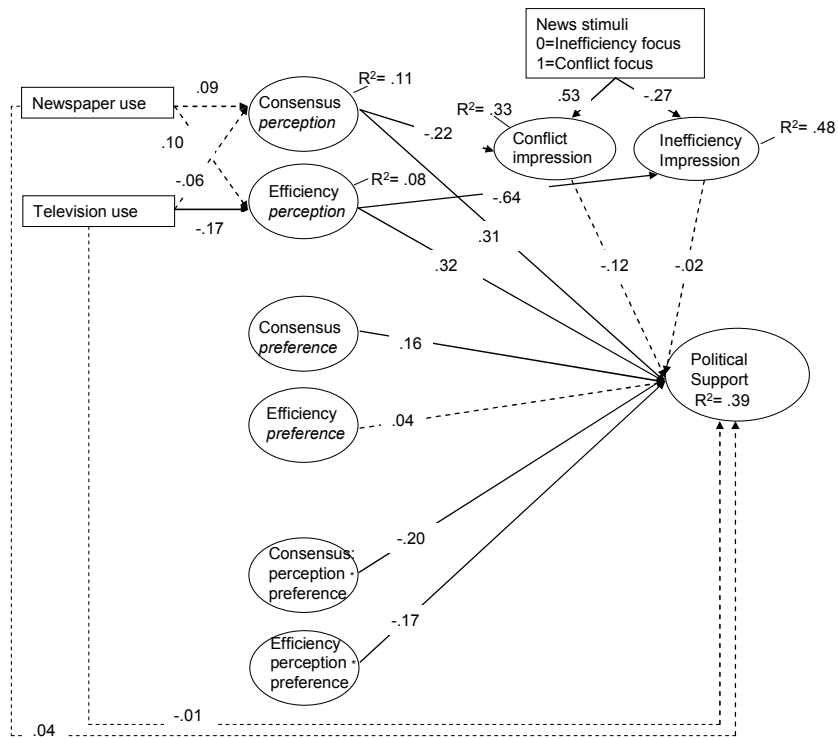 News stimuli
0=Inefficiency focus
1=Conflict focus
R²= .11
Newspaper use
.09
Consensus
perception
.53
-.27
R²= .33
R²= .48
.10
-.22
Conflict
impression
Inefficiency
Impression
-.06
R²= .08
Efficiency
perception
-.64
Television use
-.17
.31
.32
-.12
-.02
Consensus
preference
.16
Political
Support
R²= .39
Efficiency
preference
.04
-.20
Consensus:
perception *
preference
-.17
Efficiency
perception *
preference
-.01
.04